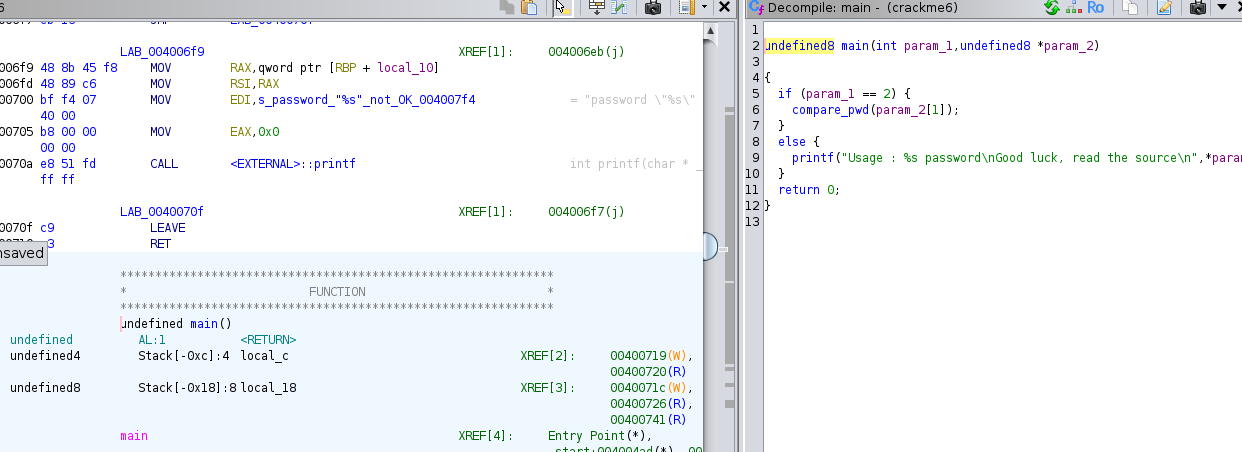 Decompile: main - (crackme6)
LAB_004006f9 XREF[1]: 004006eb(j)
006f9 48 8b 45 f8 MOV RAX,qword ptr [RBP + local_10]
006fd 48 89 c6 MOV RSI,RAX
00700 bf f4 07 MOV EDI,s_password_"%s"_not_OK_004007f4 = "password \"%s\"
40 00
00705 b8 00 00 MOV EAX,0x0
00 00
0070a e8 51 fd CALL <EXTERNAL>::printf int printf(char * _
ff ff
LAB_0040070f XREF[1]: 004006f7(j)
0070f c9 LEAVE
RET
nsaved
************************************************************
* FUNCTION *
************************************************************
undefined main()
undefined AL:1 <RETURN>
undefined4 Stack[-0xc]:4 local_c XREF[2]: 00400719(W),
00400720(R)
undefined8 Stack[-0x18]:8 local_18 XREF[3]: 0040071c(W),
00400726(R)
00400741(R)
main XREF[4]: Entry Point(*),
1
2 undefined8 main(int param_1,undefined8 *param_2)
3
4 {
5 if (param_1 == 2) {
6 compare_pwd(param_2[1]);
7 }
8 else {
9 printf("Usage : %s password\nGood luck, read the source\n",*param
10 }
11 return 0;
12 }
13